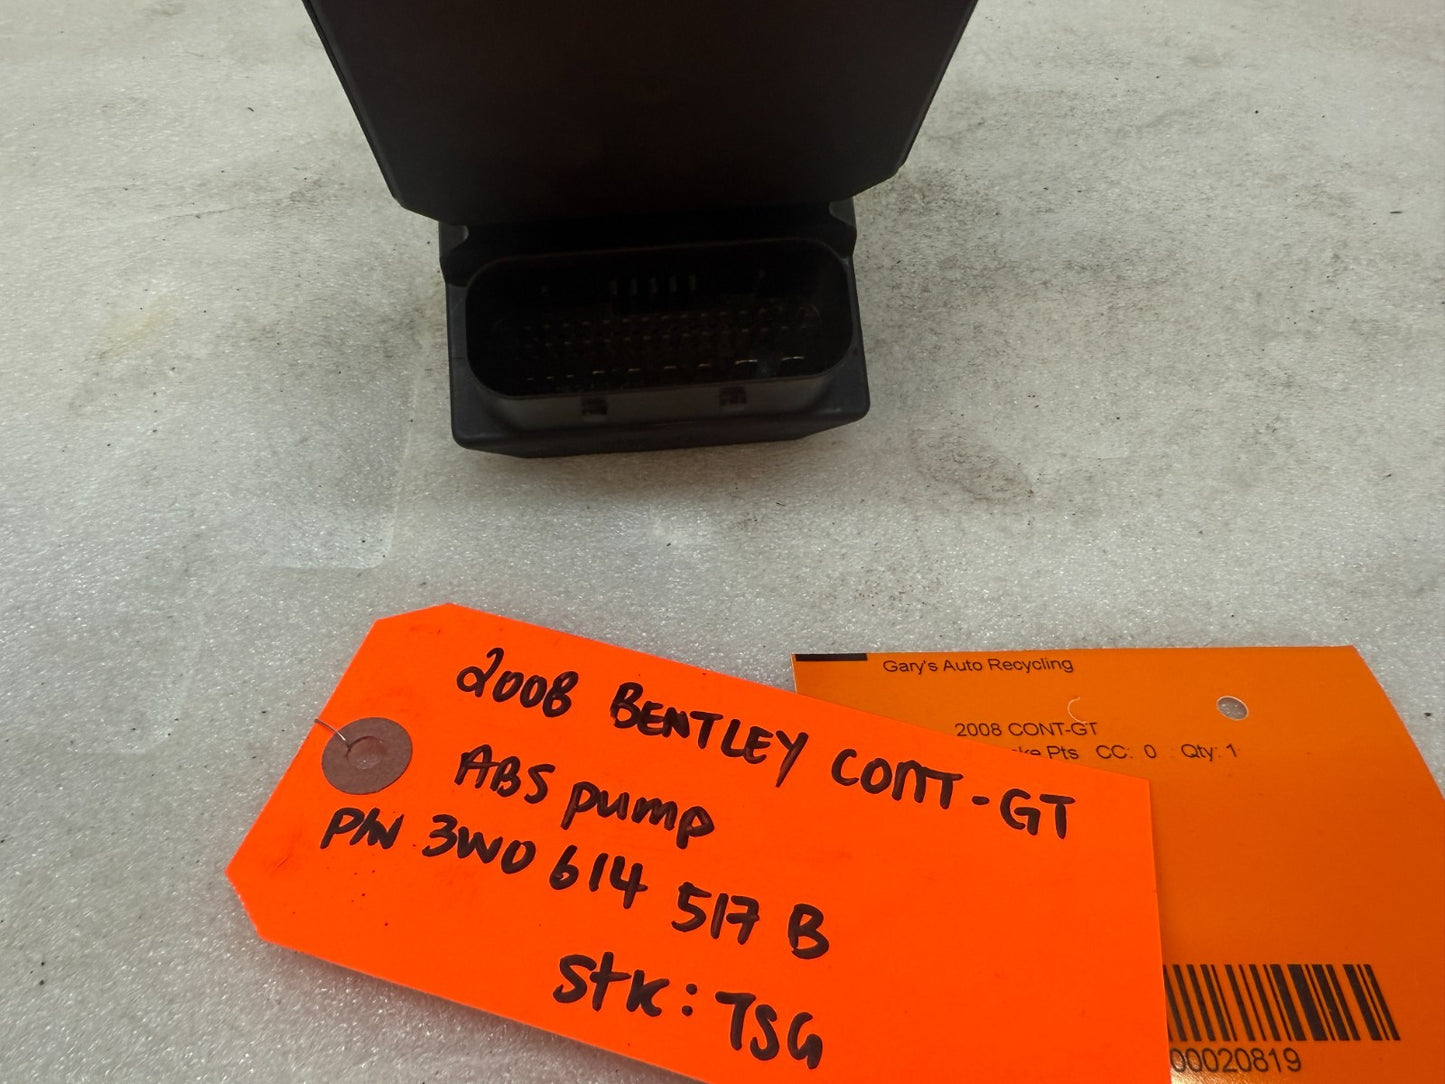 2008 BENTLEY CONT-GT
ABS pump
P/N 3W0 614 517 B
Stk: TSG
Gary's Auto Recycling
2008 CONT-GT
Pts CC: 0 Qty: 1
00020819